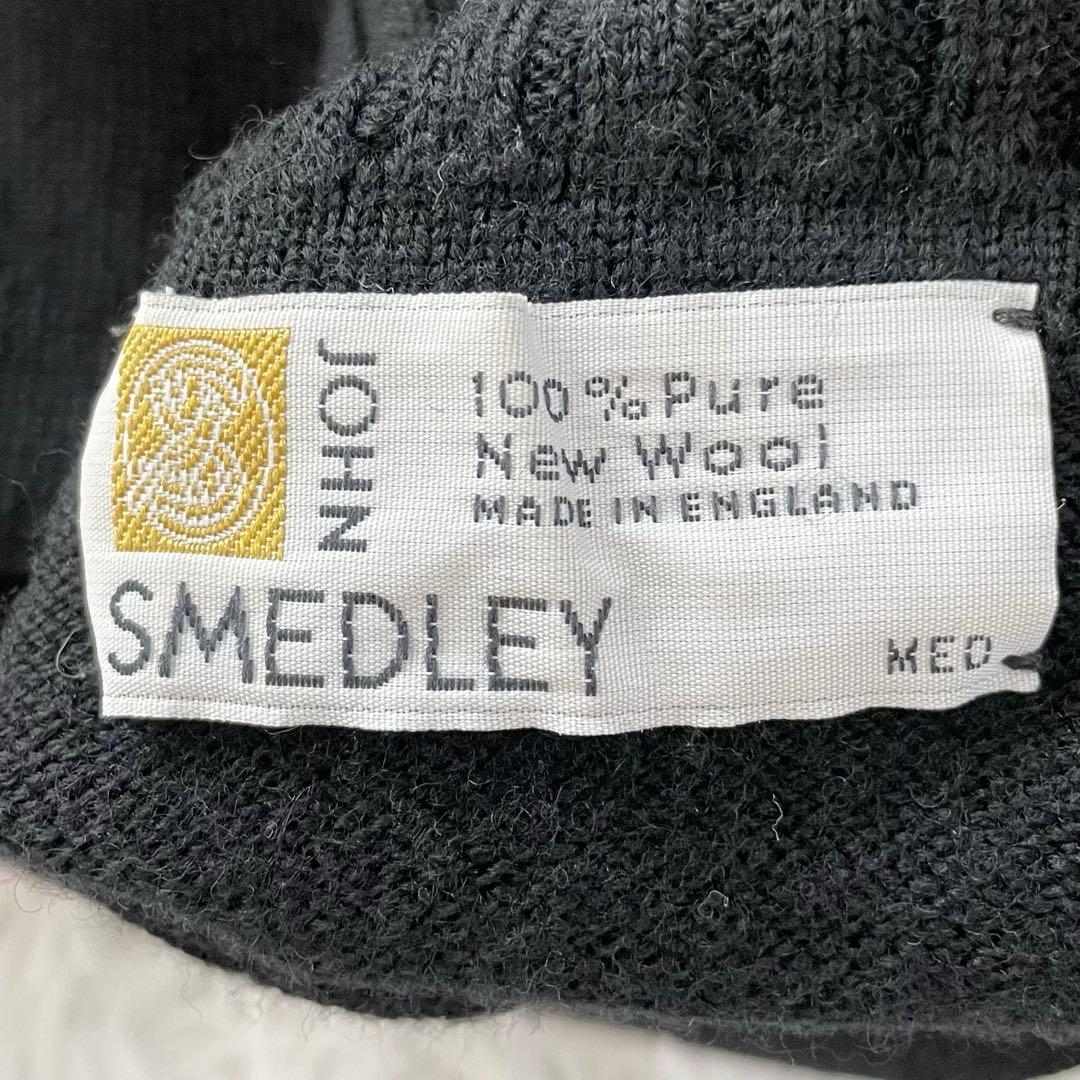 JOHN
SMEDLEY
100% Pure
New Wool
MADE IN ENGLAND
MED